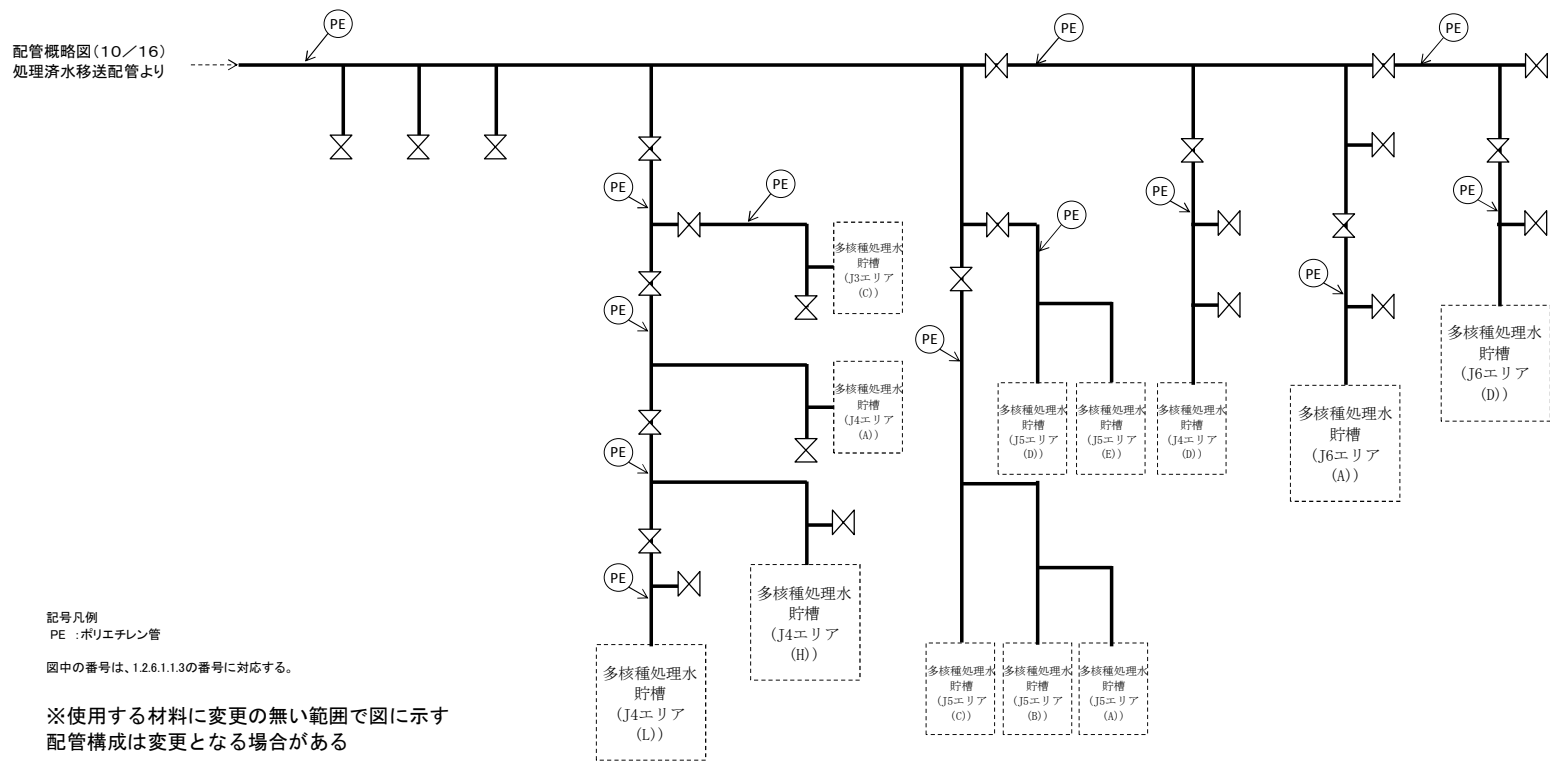 配管概略図(10／16)
処理済水移送配管より
PE
PE
PE
PE
PE
PE
PE
PE
PE
PE
PE
PE
PE
PE
多核種処理水
貯槽
(J3エリア
(C))
多核種処理水
貯槽
(J4エリア
(A))
多核種処理水
貯槽
(J4エリア
(H))
多核種処理水
貯槽
(J4エリア
(L))
多核種処理水
貯槽
(J5エリア
(D))
多核種処理水
貯槽
(J5エリア
(E))
多核種処理水
貯槽
(J4エリア
(D))
多核種処理水
貯槽
(J6エリア
(A))
多核種処理水
貯槽
(J6エリア
(D))
多核種処理水
貯槽
(J5エリア
(C))
多核種処理水
貯槽
(J5エリア
(B))
多核種処理水
貯槽
(J5エリア
(A))
記号凡例
PE ：ポリエチレン管
図中の番号は、1.2.6.1.1.3の番号に対応する。
※使用する材料に変更の無い範囲で図に示す
配管構成は変更となる場合がある